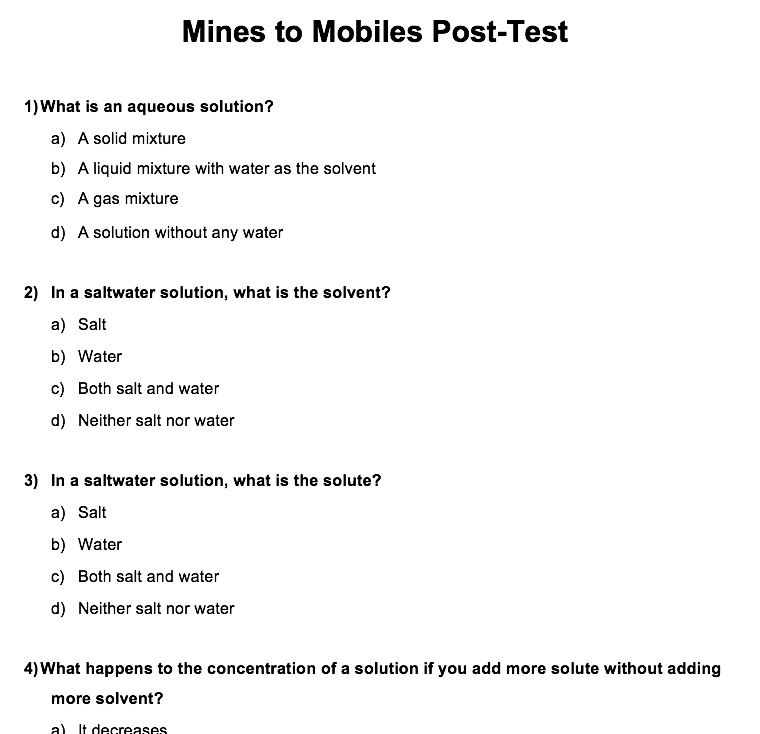 Mines to Mobiles Post-Test
1) What is an aqueous solution?
a) A solid mixture
b) A liquid mixture with water as the solvent
c) A gas mixture
d) A solution without any water
2) In a saltwater solution, what is the solvent?
a) Salt
b) Water
c) Both salt and water
d) Neither salt nor water
3) In a saltwater solution, what is the solute?
a) Salt
b) Water
c) Both salt and water
d) Neither salt nor water
4) What happens to the concentration of a solution if you add more solute without adding
more solvent?
a) It decreases